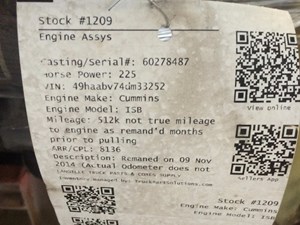 Stock #1209
Engine Assys
Casting/Serial#: 60278487
Horse Power: 225
VIN: 49haabv74dm33252
Engine Make: Cummins
Engine Model: ISB
Mileage: 512k not true mileage
to engine as remand'd months
prior to pulling
ARR/CPL: 8136
Description: Remaned on 09 NOV
2014 (Actual Odometer does not
View online
Sellers App
Stock #1209
Engine Make: Cummins
Engine Model: ISB